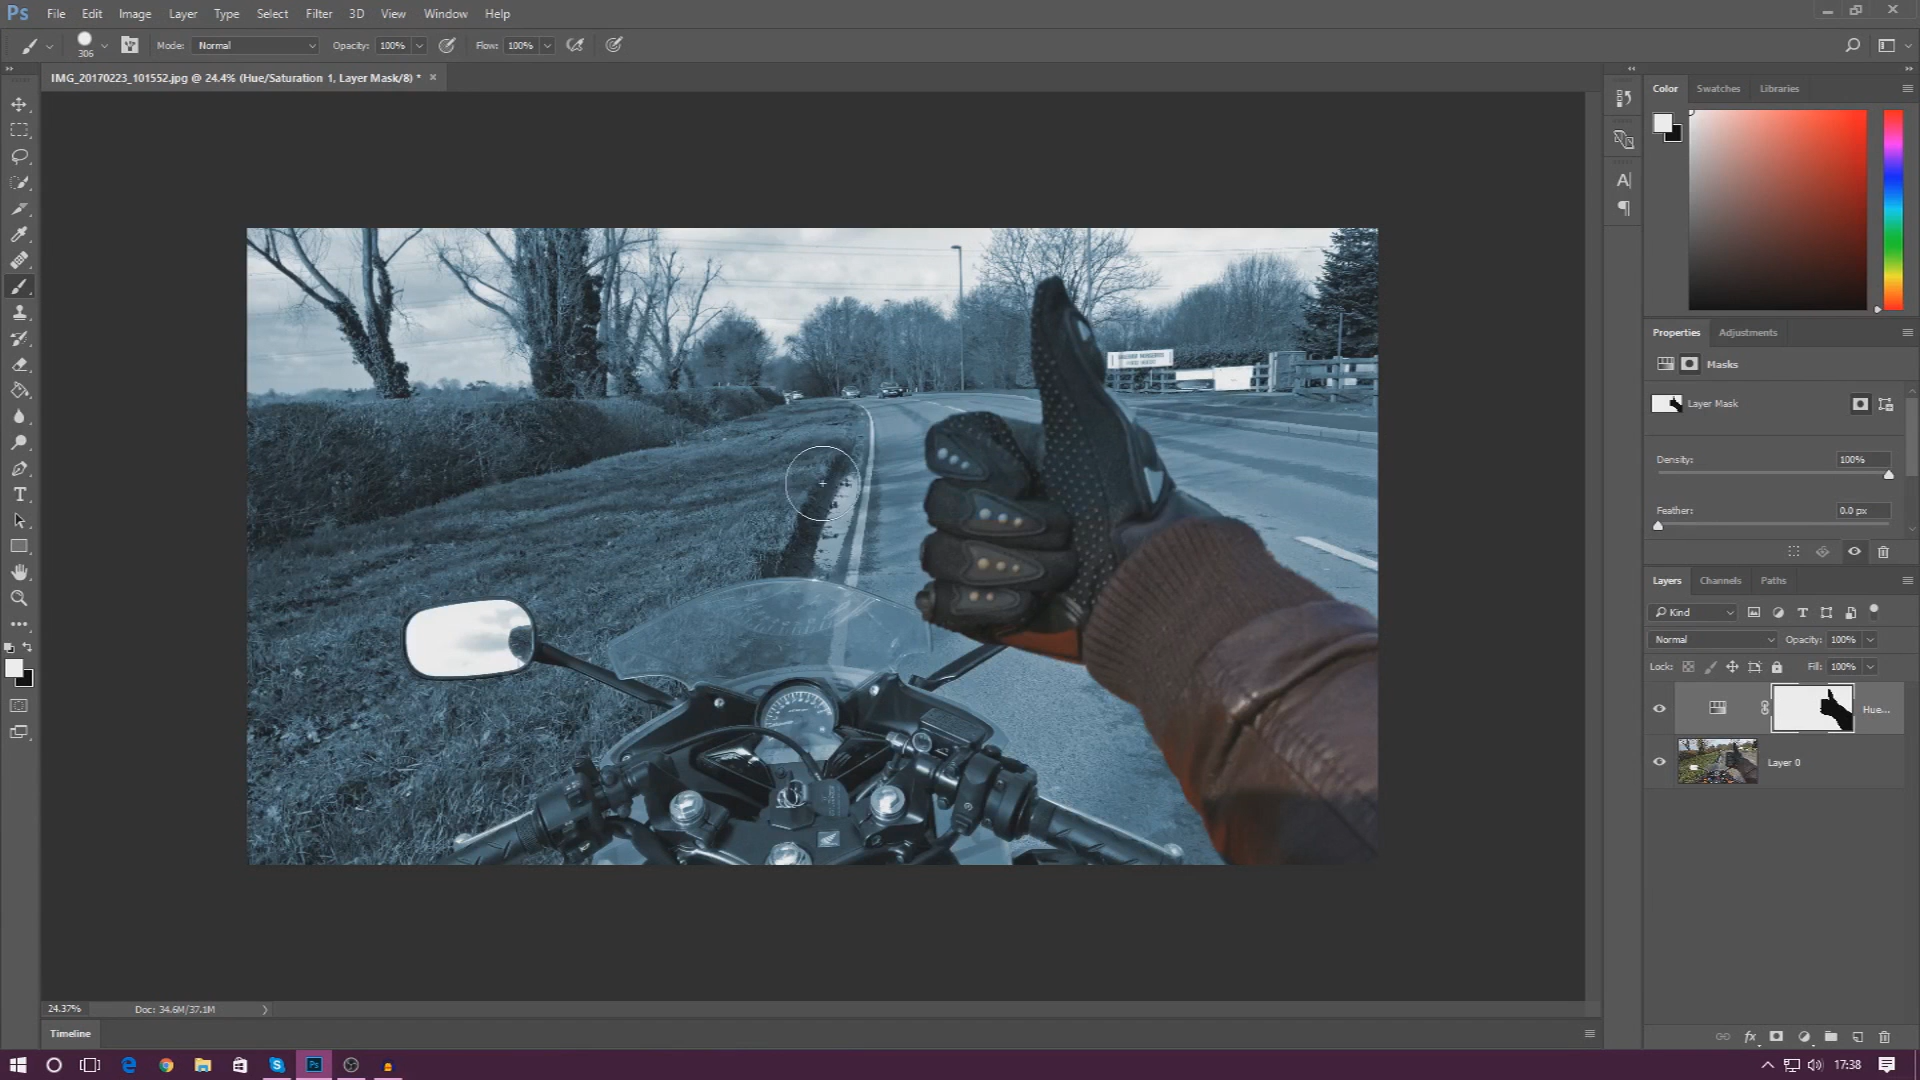 Ps File Edit Image Layer Type Select Filter 3D View Window Help
306 Mode: Normal Opacity: 100% Flow: 100%
IMG_20170223_101552.jpg @ 24.4% (Hue/Saturation 1, Layer Mask/8) * ×
Color Swatches Libraries
Properties Adjustments
Masks
Layer Mask
Density: 100%
Feather: 0.0 px
Layers Channels Paths
Kind
Normal Opacity: 100%
Lock: Fill: 100%
Hue...
Layer 0
24.37% Doc: 34.6M/37.1M
Timeline
Ps 17:38